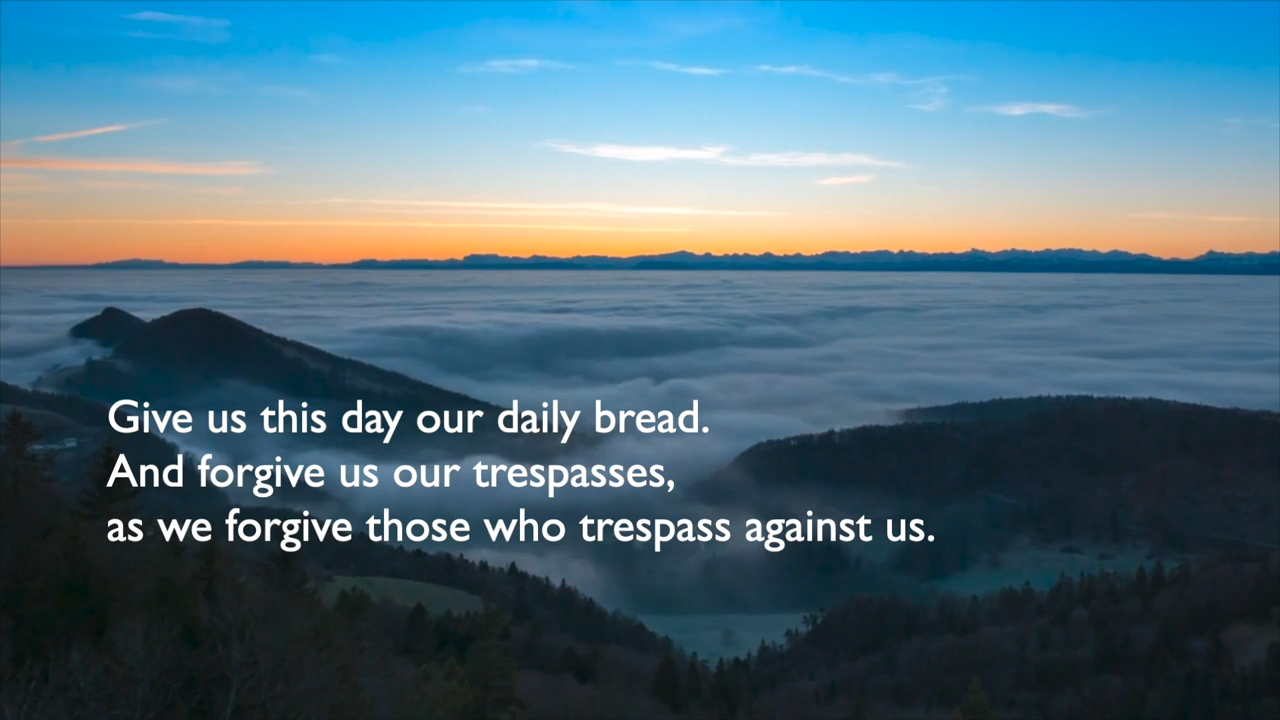 Give us this day our daily bread.
And forgive us our trespasses,
as we forgive those who trespass against us.